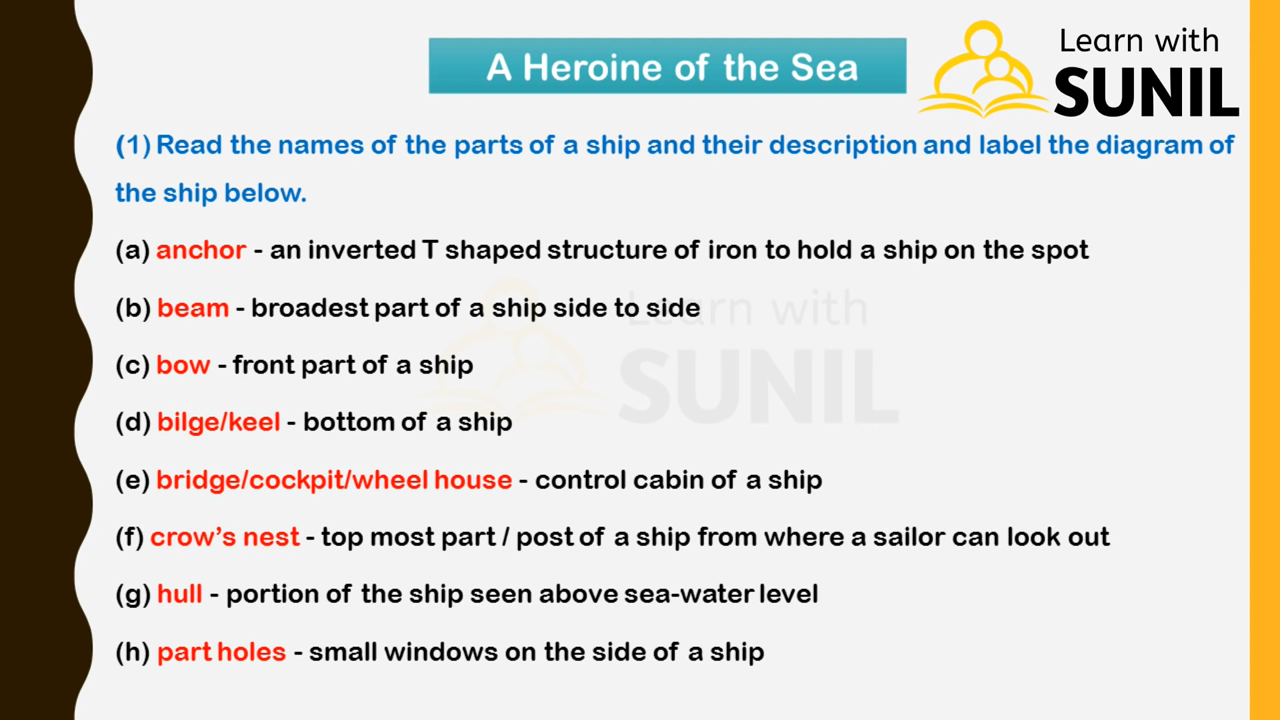 A Heroine of the Sea
Learn with
SUNIL
(1) Read the names of the parts of a ship and their description and label the diagram of
the ship below.
(a) anchor - an inverted T shaped structure of iron to hold a ship on the spot
(b) beam - broadest part of a ship side to side
(c) bow - front part of a ship
(d) bilge/keel - bottom of a ship
(e) bridge/cockpit/wheel house - control cabin of a ship
(f) crow's nest - top most part / post of a ship from where a sailor can look out
(g) hull - portion of the ship seen above sea-water level
(h) part holes - small windows on the side of a ship
Learn with
SUNIL